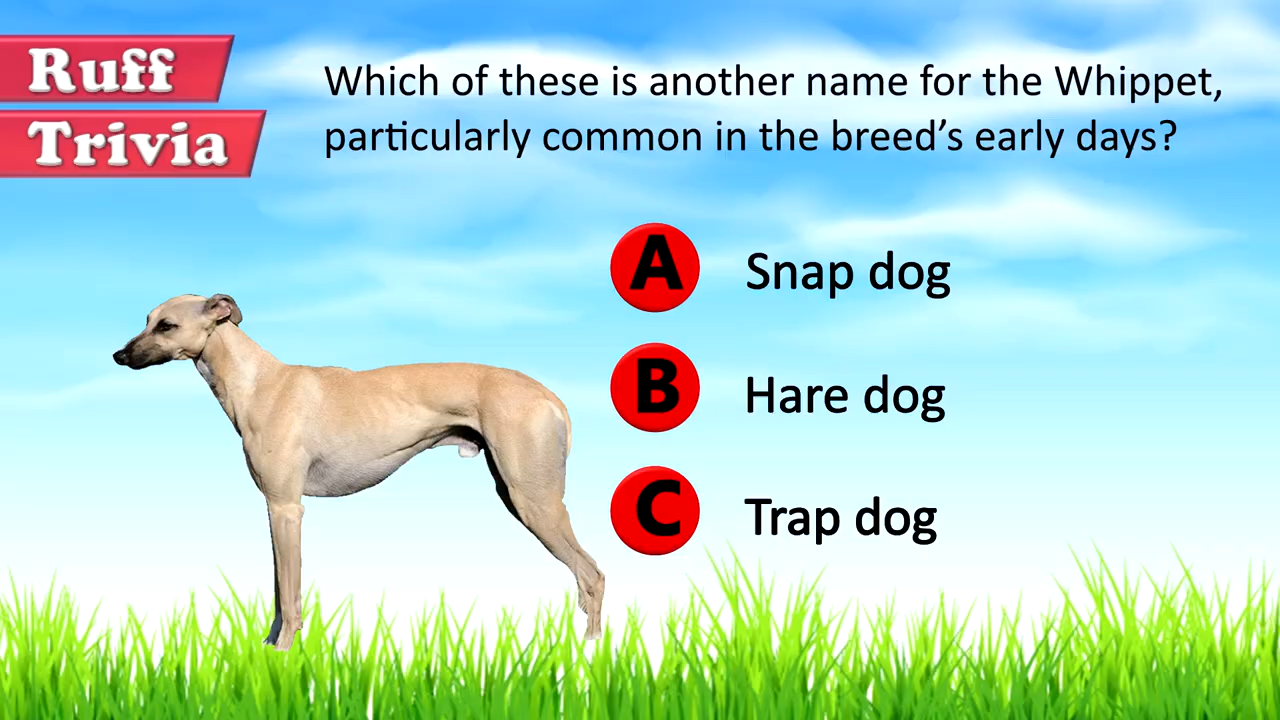 Ruff
Trivia
Which of these is another name for the Whippet,
particularly common in the breed’s early days?
A Snap dog
B Hare dog
C Trap dog